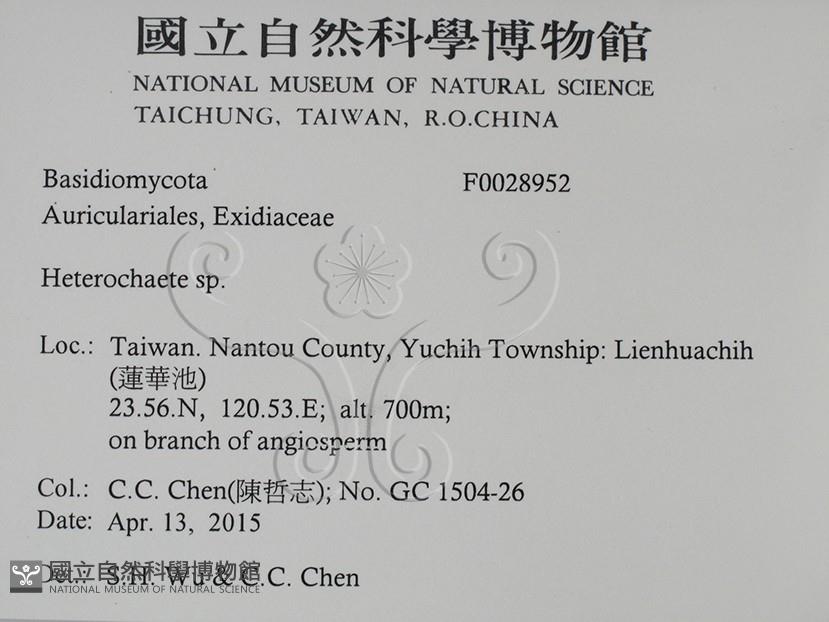 國立自然科學博物館
NATIONAL MUSEUM OF NATURAL SCIENCE
TAICHUNG, TAIWAN, R.O.CHINA
Basidiomycota F0028952
Auriculariales, Exidiaceae
Heterochaete sp.
Loc.: Taiwan. Nantou County, Yuchih Township: Lienhuachih
(蓮華池)
23.56.N, 120.53.E; alt. 700m;
on branch of angiosperm
Col.: C.C. Chen(陳哲志); No. GC 1504-26
Date: Apr. 13, 2015
Det.: S.H. Wu & C.C. Chen
國立自然科學博物館
NATIONAL MUSEUM OF NATURAL SCIENCE